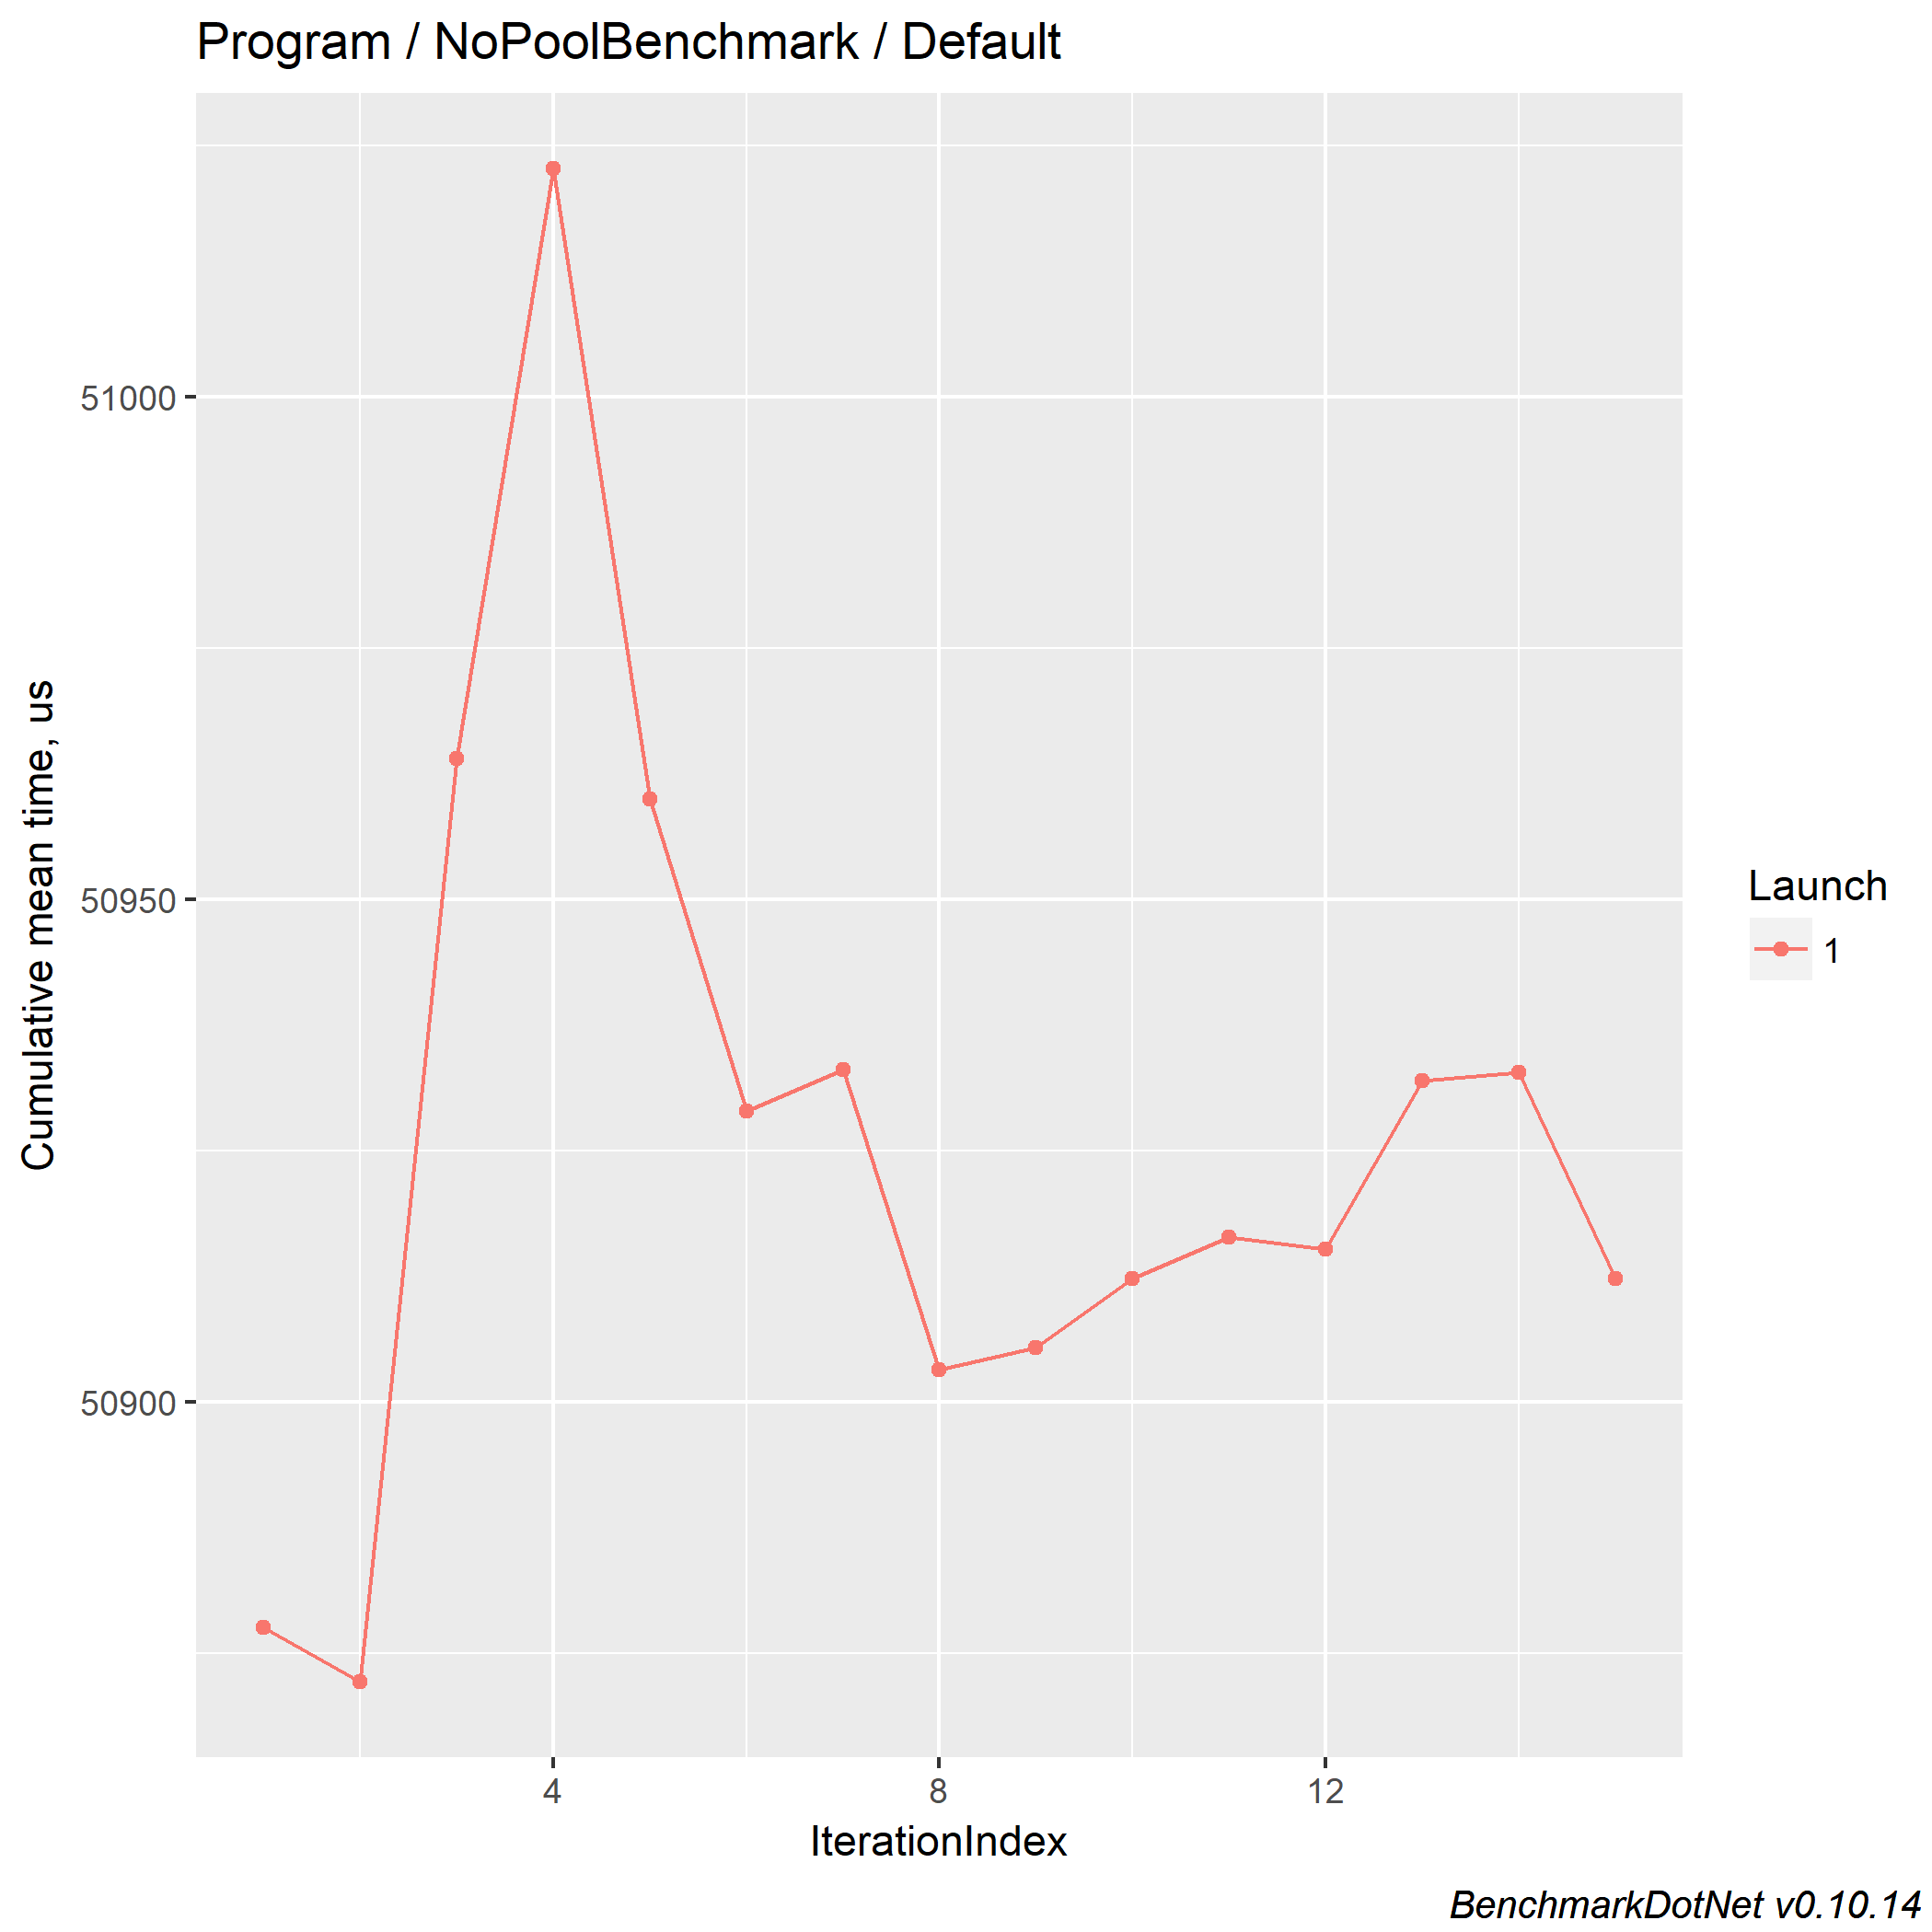 Program / NoPoolBenchmark / Default
Cumulative mean time, us
51000
50950
50900
4
8
12
IterationIndex
Launch
1
BenchmarkDotNet v0.10.14